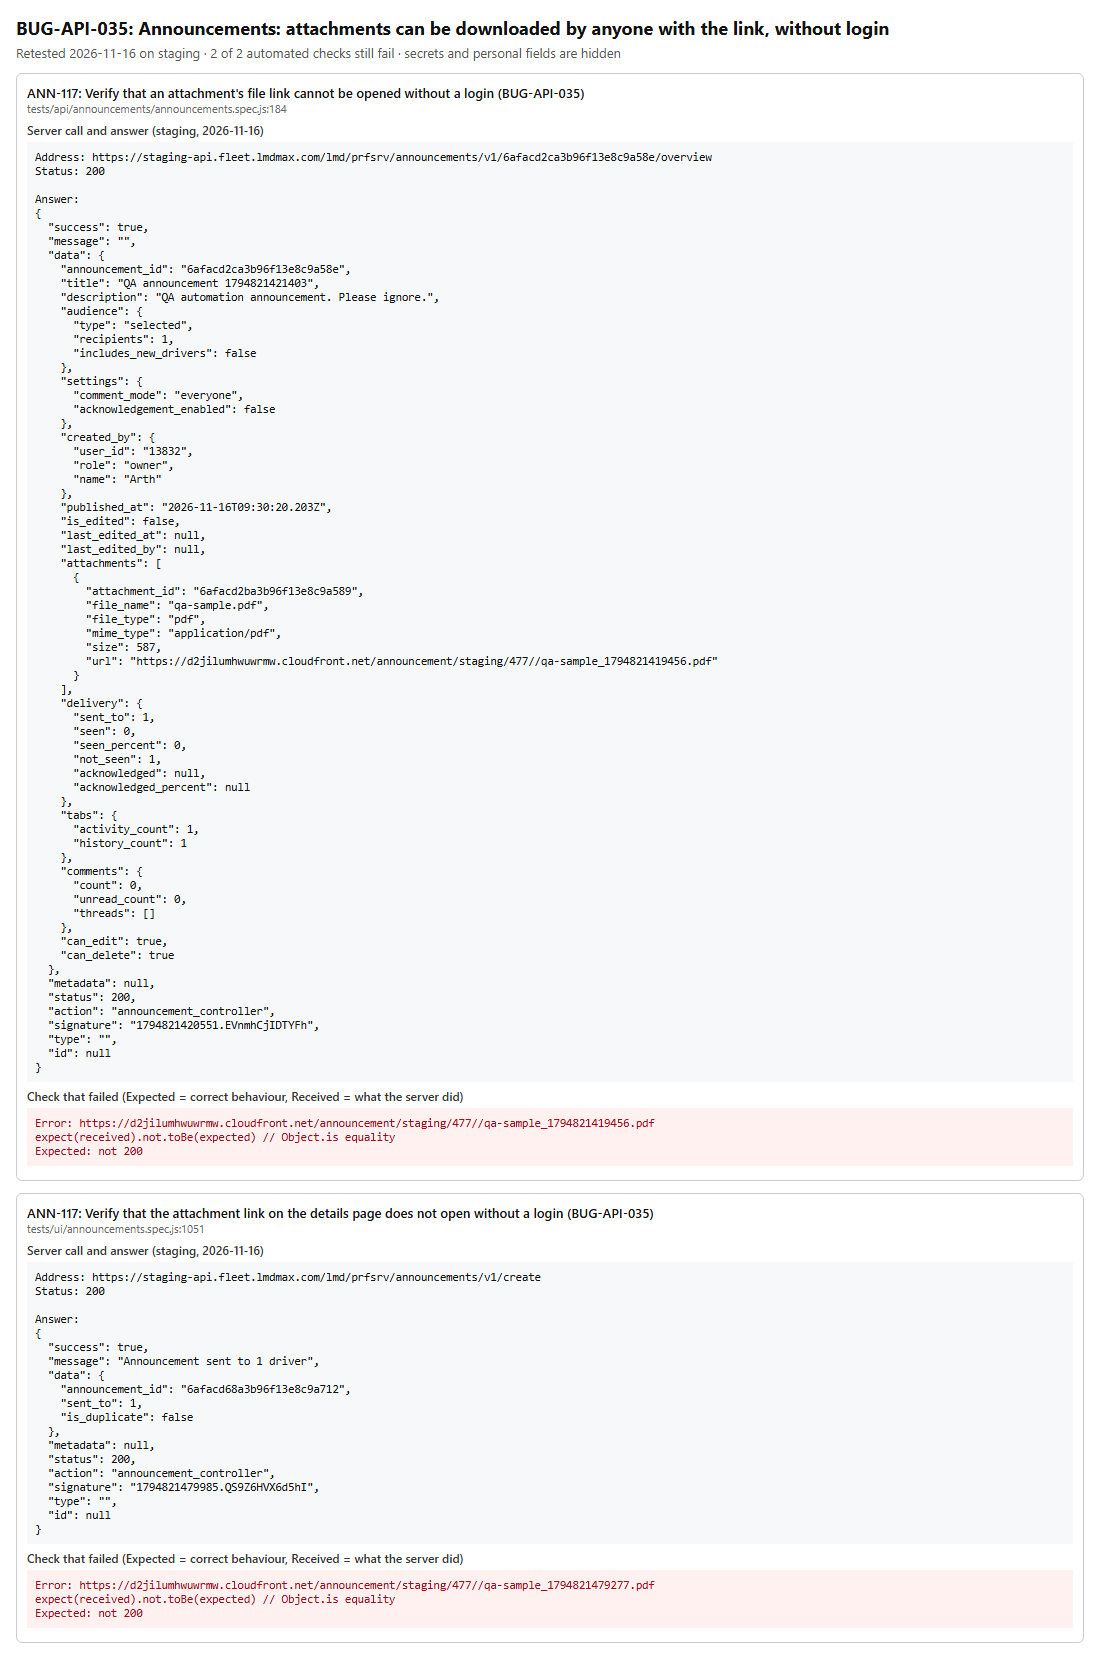 BUG-API-035: Announcements: attachments can be downloaded by anyone with the link, without login
Retested 2026-11-16 on staging · 2 of 2 automated checks still fail · secrets and personal fields are hidden
ANN-117: Verify that an attachment's file link cannot be opened without a login (BUG-API-035)
tests/api/announcements/announcements.spec.js:184
Server call and answer (staging, 2026-11-16)
Address: https://staging-api.fleet.lmdmax.com/lmd/prfsrv/announcements/v1/6afacd2ca3b96f13e8c9a58e/overview
Status: 200
Answer:
{
  "success": true,
  "message": "",
  "data": {
    "announcement_id": "6afacd2ca3b96f13e8c9a58e",
    "title": "QA announcement 1794821421403",
    "description": "QA automation announcement. Please ignore.",
    "audience": {
      "type": "selected",
      "recipients": 1,
      "includes_new_drivers": false
    },
    "settings": {
      "comment_mode": "everyone",
      "acknowledgement_enabled": false
    },
    "created_by": {
      "user_id": "13832",
      "role": "owner",
      "name": "Arth"
    },
    "published_at": "2026-11-16T09:30:20.203Z",
    "is_edited": false,
    "last_edited_at": null,
    "last_edited_by": null,
    "attachments": [
      {
        "attachment_id": "6afacd2ba3b96f13e8c9a589",
        "file_name": "qa-sample.pdf",
        "file_type": "pdf",
        "mime_type": "application/pdf",
        "size": 587,
        "url": "https://d2jilumhwuwrmw.cloudfront.net/announcement/staging/477//qa-sample_1794821419456.pdf"
      }
    ],
    "delivery": {
      "sent_to": 1,
      "seen": 0,
      "seen_percent": 0,
      "not_seen": 1,
      "acknowledged": null,
      "acknowledged_percent": null
    },
    "tabs": {
      "activity_count": 1,
      "history_count": 1
    },
    "comments": {
      "count": 0,
      "unread_count": 0,
      "threads": []
    },
    "can_edit": true,
    "can_delete": true
  },
  "metadata": null,
  "status": 200,
  "action": "announcement_controller",
  "signature": "1794821420551.EVnmhCjIDTYFh",
  "type": "",
  "id": null
}
Check that failed (Expected = correct behaviour, Received = what the server did)
Error: https://d2jilumhwuwrmw.cloudfront.net/announcement/staging/477//qa-sample_1794821419456.pdf
expect(received).not.toBe(expected) // Object.is equality
Expected: not 200
ANN-117: Verify that the attachment link on the details page does not open without a login (BUG-API-035)
tests/ui/announcements.spec.js:1051
Server call and answer (staging, 2026-11-16)
Address: https://staging-api.fleet.lmdmax.com/lmd/prfsrv/announcements/v1/create
Status: 200
Answer:
{
  "success": true,
  "message": "Announcement sent to 1 driver",
  "data": {
    "announcement_id": "6afacd68a3b96f13e8c9a712",
    "sent_to": 1,
    "is_duplicate": false
  },
  "metadata": null,
  "status": 200,
  "action": "announcement_controller",
  "signature": "1794821479985.QS9Z6HVX6d5hI",
  "type": "",
  "id": null
}
Check that failed (Expected = correct behaviour, Received = what the server did)
Error: https://d2jilumhwuwrmw.cloudfront.net/announcement/staging/477//qa-sample_1794821479277.pdf
expect(received).not.toBe(expected) // Object.is equality
Expected: not 200